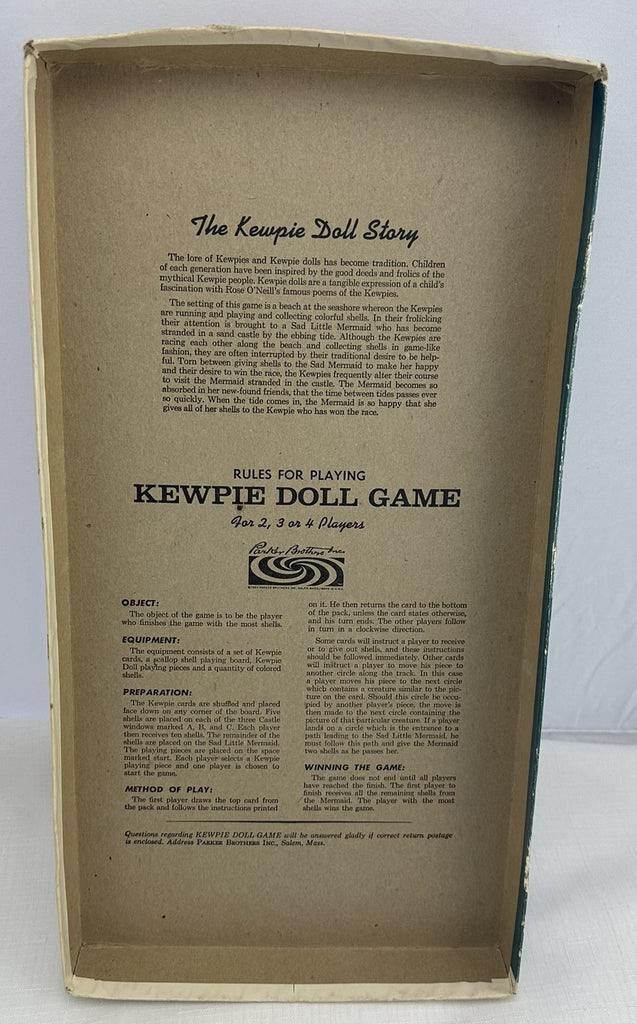 The Kewpie Doll Story
The lore of Kewpies and Kewpie dolls has become tradition. Children
of each generation have been inspired by the good deeds and frolics of the
mythical Kewpie people. Kewpie dolls are a tangible expression of a child's
fascination with Rose O'Neill's famous poems of the Kewpies.
The setting of this game is a beach at the seashore whereon the Kewpies
are running and playing and collecting colorful shells. In their frolicking
their attention is brought to a Sad Little Mermaid who has become
stranded in a sand castle by the ebbing tide. Although the Kewpies are
racing each other along the beach and collecting shells in game-like
fashion, they are often interrupted by their traditional desire to be help-
ful. Torn between giving shells to the Sad Mermaid to make her happy
and their desire to win the race, the Kewpies frequently alter their course
to visit the Mermaid stranded in the castle. The Mermaid becomes so
absorbed in her new-found friends, that the time between tides passes ever
so quickly. When the tide comes in, the Mermaid is so happy that she
gives all of her shells to the Kewpie who has won the race.
RULES FOR PLAYING
KEWPIE DOLL GAME
For 2, 3 or 4 Players
Parker Brothers Inc.
OBJECT:
The object of the game is to be the player
who finishes the game with the most shells.
EQUIPMENT:
The equipment consists of a set of Kewpie
cards, a scallop shell playing board, Kewpie
Doll playing pieces and a quantity of colored
shells.
PREPARATION:
The Kewpie cards are shuffled and placed
face down on any corner of the board. Five
shells are placed on each of the three Castle
windows marked A, B, and C. Each player
then receives ten shells. The remainder of the
shells are placed on the Sad Little Mermaid.
The playing pieces are placed on the space
marked start. Each player selects a Kewpie
playing piece and one player is chosen to
start the game.
METHOD OF PLAY:
The first player draws the top card from
the pack and follows the instructions printed
on it. He then returns the card to the bottom
of the pack, unless the card states otherwise,
and his turn ends. The other players follow
in turn in a clockwise direction.
Some cards will instruct a player to receive
or to give out shells, and these instructions
should be followed immediately. Other cards
will instruct a player to move his piece to
another circle along the track. In this case
a player moves his piece to the next circle
which contains a creature similar to the pic-
ture on the card. Should this circle be occu-
pied by another player's piece, the move is
then made to the next circle containing the
picture of that particular creature. If a player
lands on a circle which is the entrance to a
path leading to the Sad Little Mermaid, he
must follow this path and give the Mermaid
two shells as he passes her.
WINNING THE GAME:
The game does not end until all players
have reached the finish. The first player to
finish receives all the remaining shells from
the Mermaid. The player with the most
shells wins the game.
Questions regarding KEWPIE DOLL GAME will be answered gladly if correct return postage
is enclosed. Address PARKER BROTHERS INC., Salem, Mass.